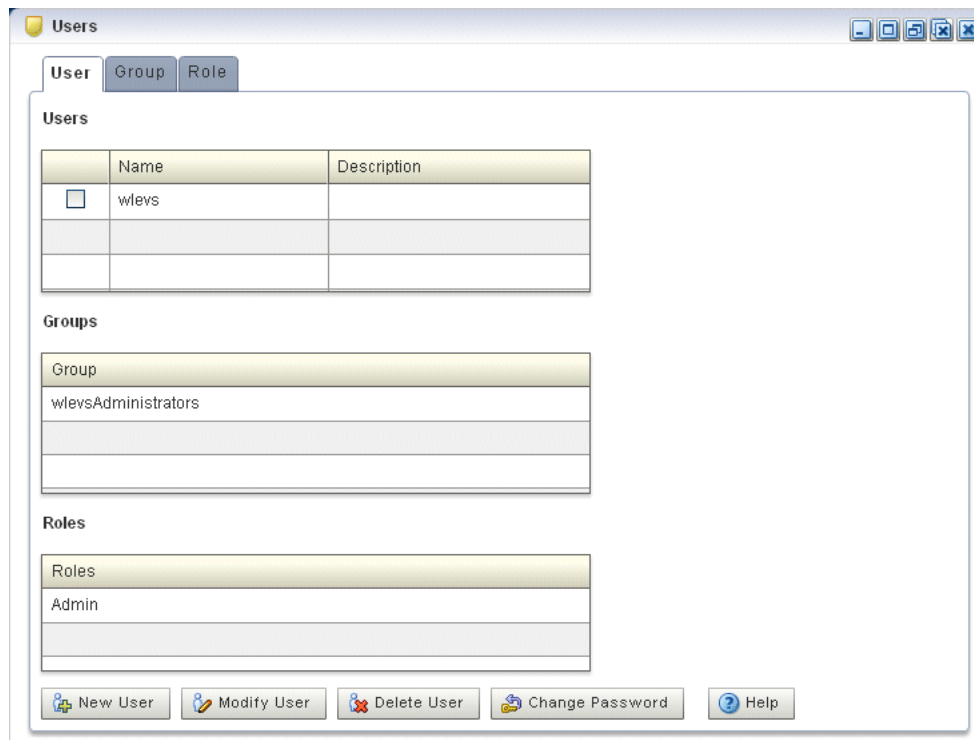 Users
User Group Role
Users
Name Description
wlevs
Groups
Group
wlevsAdministrators
Roles
Roles
Admin
New User Modify User Delete User Change Password Help